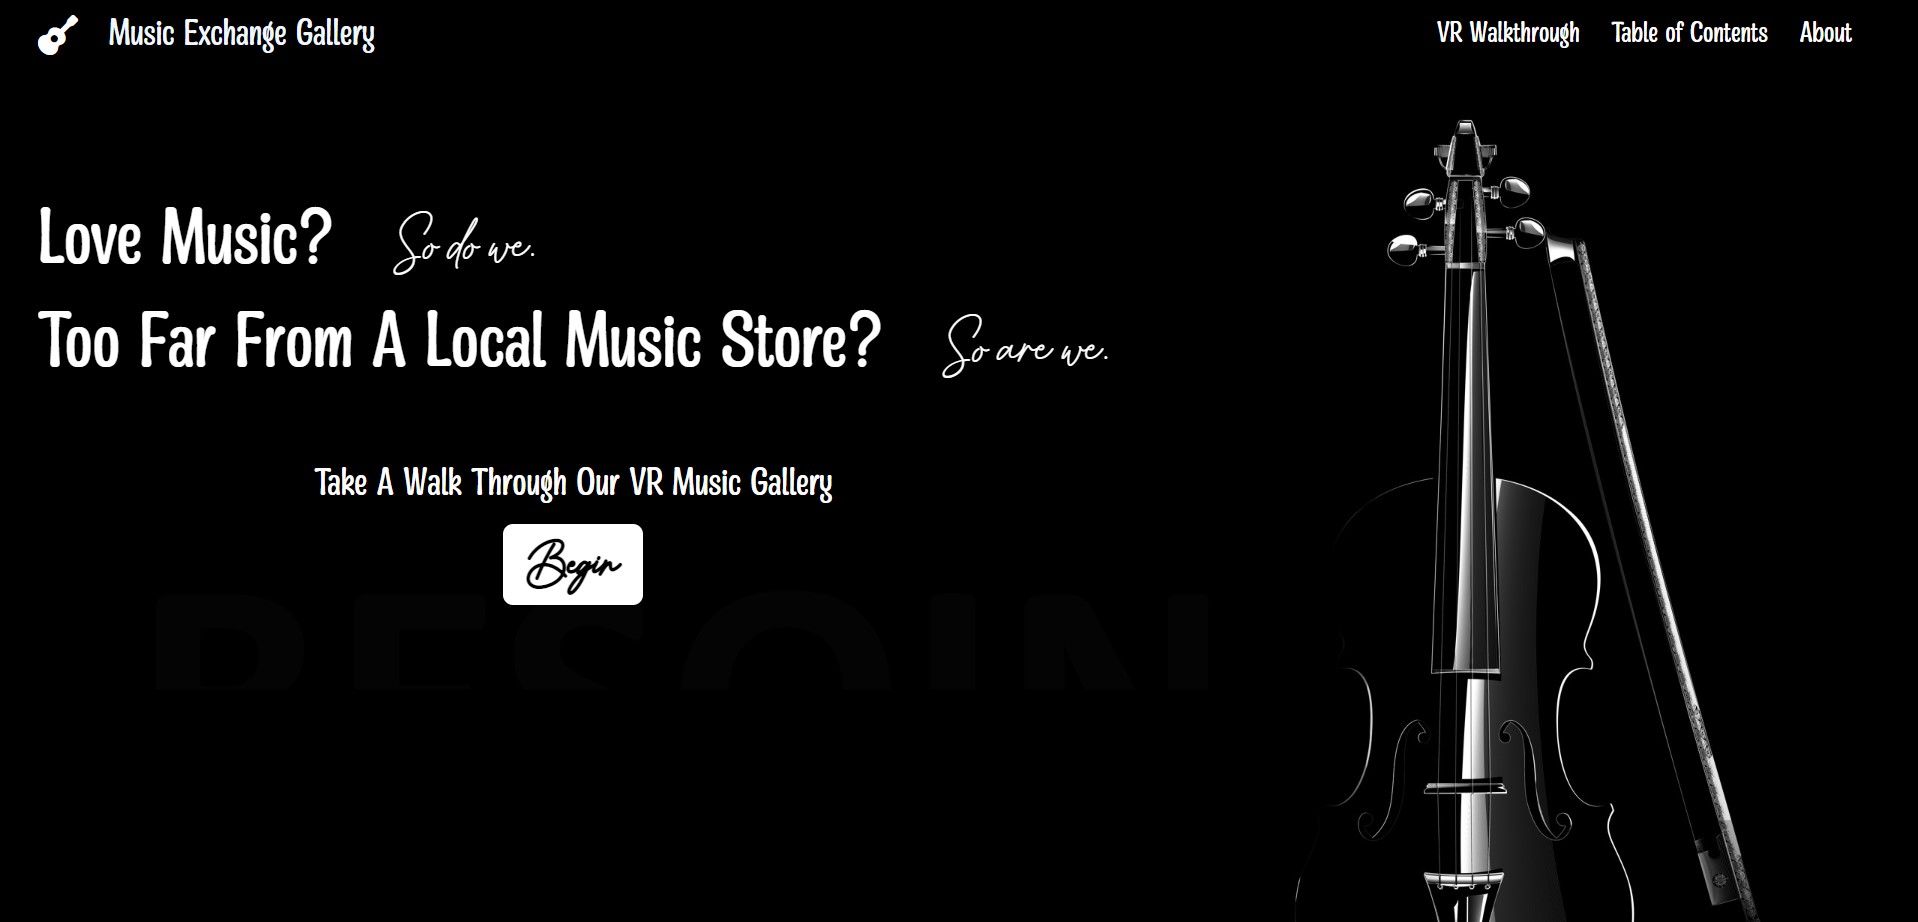 Music Exchange Gallery
VR Walkthrough Table of Contents About
Love Music? So do we.
Too Far From A Local Music Store? So are we.
Take A Walk Through Our VR Music Gallery
Begin